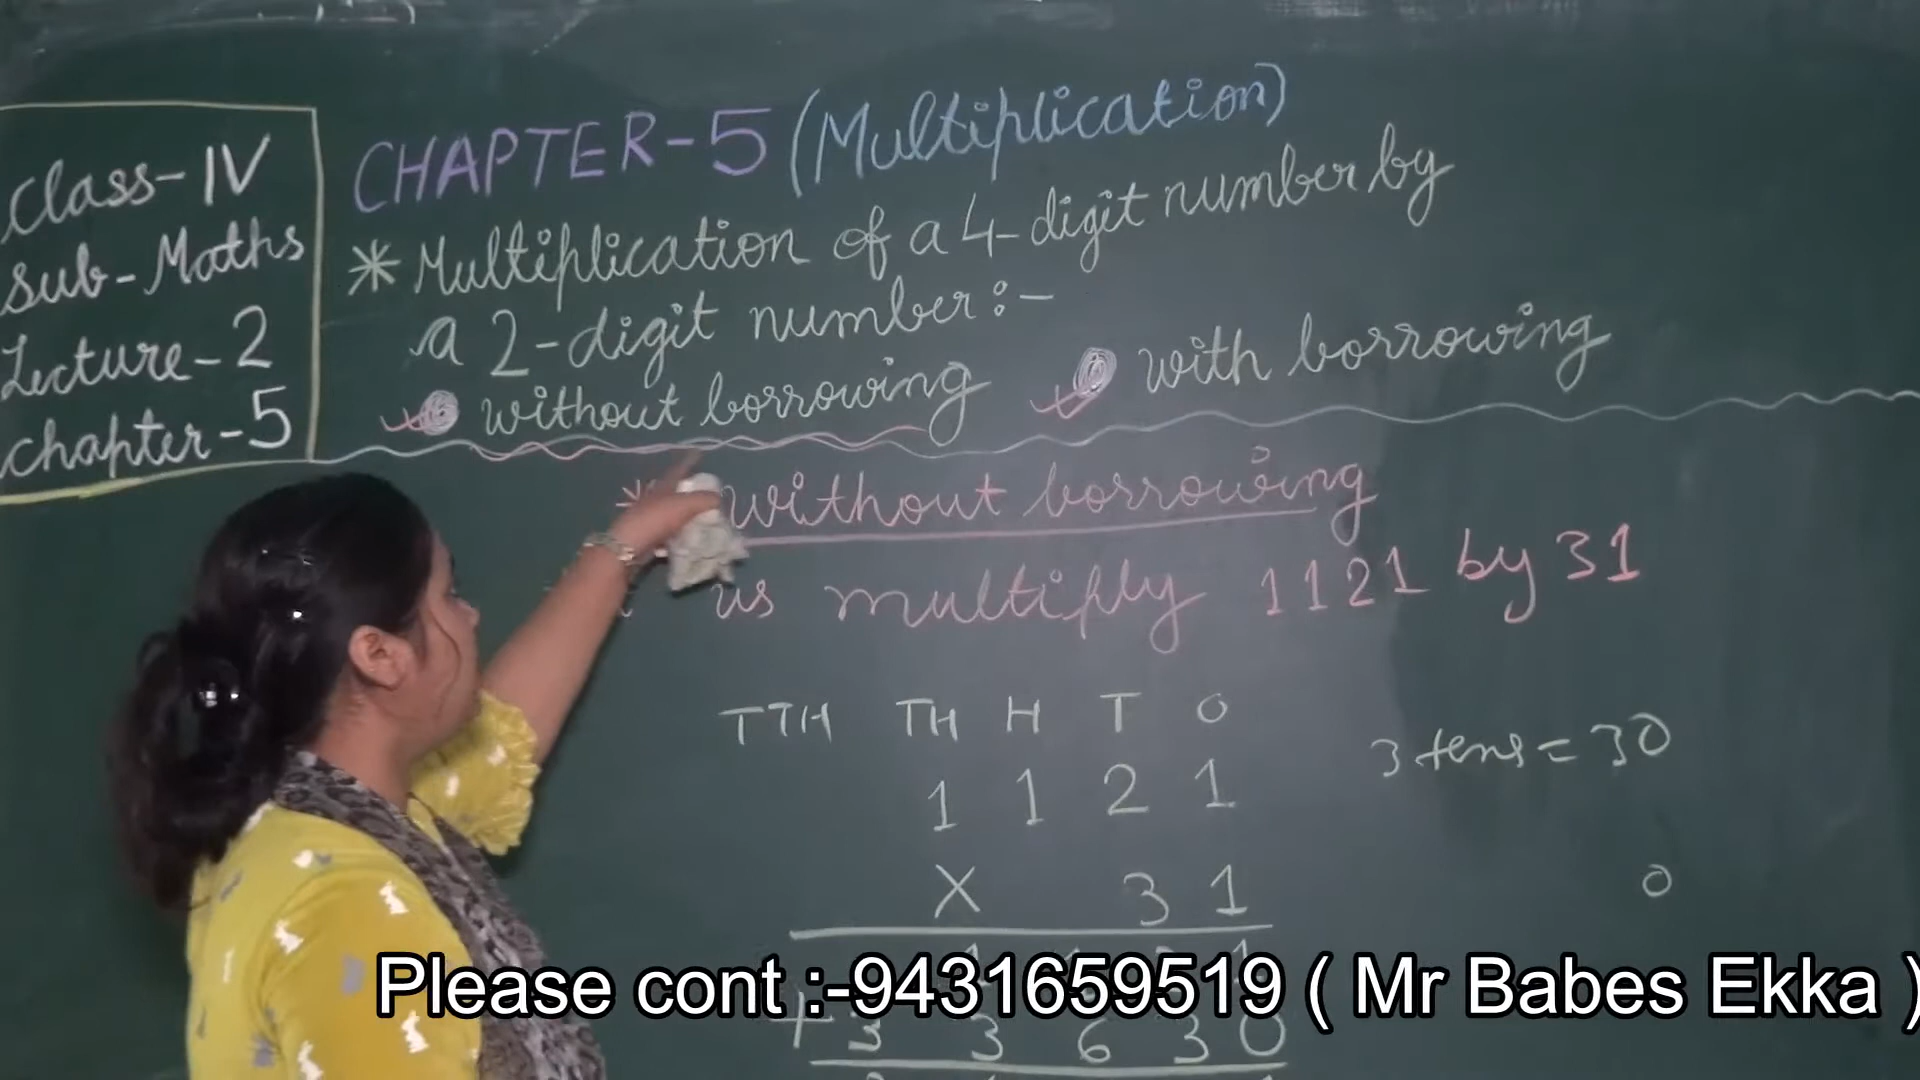 Class-IV
Sub-Maths
Lecture-2
Chapter-5
CHAPTER-5 (Multiplication)
* Multiplication of a 4-digit number by
a 2-digit number:-
without borrowing with borrowing
* without borrowing
us multiply 1121 by 31
TTH TH H T O
1 1 2 1
3 tens = 30
X 3 1
0
Please cont :-9431659519 ( Mr Babes Ekka )
+ 3 3 6 3 0